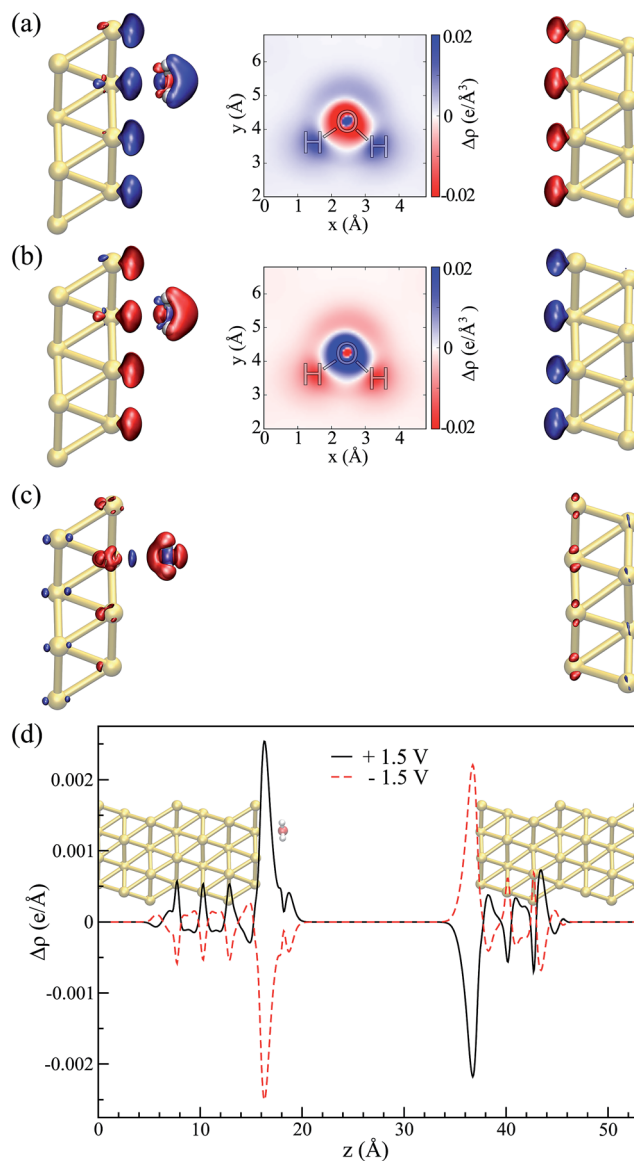 (a)
0.02
6
5
4
3
2
y (Å)
O
H H
0 1 2 3 4
x (Å)
Δρ (e/Å³)
-0.02
(b)
0.02
6
5
4
3
2
y (Å)
O
H H
0 1 2 3 4
x (Å)
Δρ (e/Å³)
-0.02
(c)
(d)
+ 1.5 V
- 1.5 V
0.002
0.001
0
-0.001
-0.002
Δρ (e/Å)
0 10 20 30 40 50
z (Å)